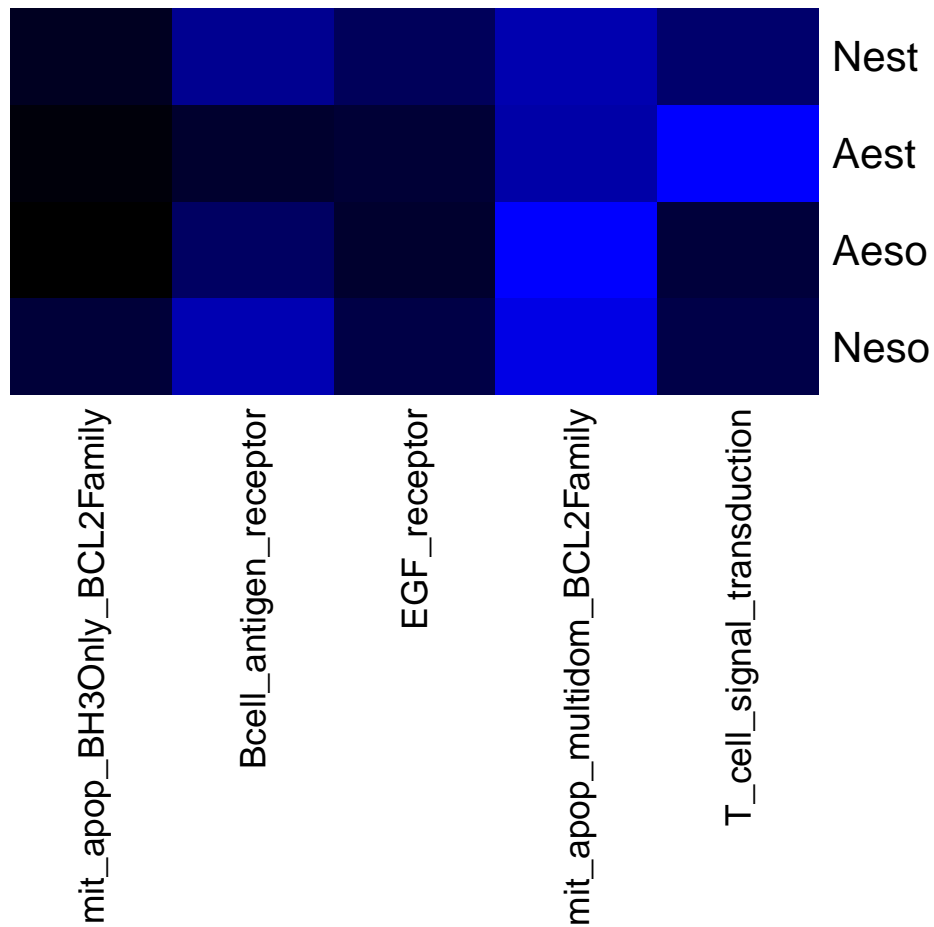 Nest
Aest
Aeso
Neso
mit_apop_BH3Only_BCL2Family
Bcell_antigen_receptor
EGF_receptor
mit_apop_multidom_BCL2Family
T_cell_signal_transduction